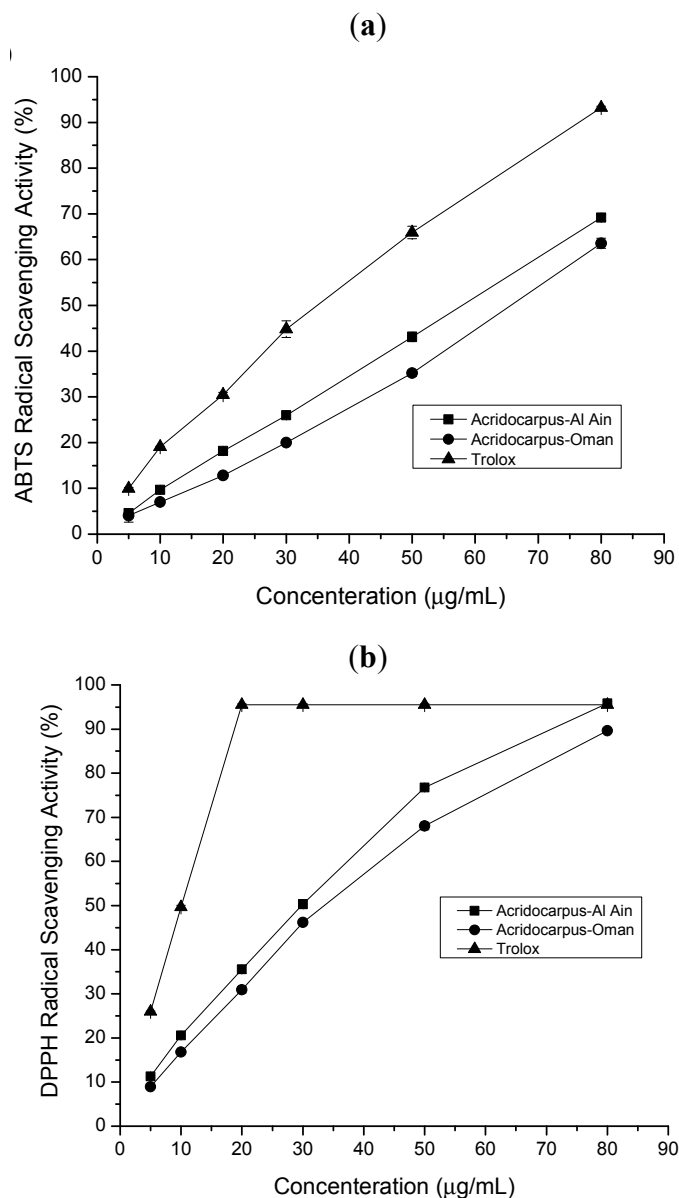 (a)
)
ABTS Radical Scavenging Activity (%)
100
90
80
70
60
50
40
30
20
10
0
Acridocarpus-Al Ain
Acridocarpus-Oman
Trolox
0 10 20 30 40 50 60 70 80 90
Concenteration (μg/mL)
(b)
DPPH Radical Scavenging Activity (%)
100
90
80
70
60
50
40
30
20
10
0
Acridocarpus-Al Ain
Acridocarpus-Oman
Trolox
0 10 20 30 40 50 60 70 80 90
Concenteration (μg/mL)